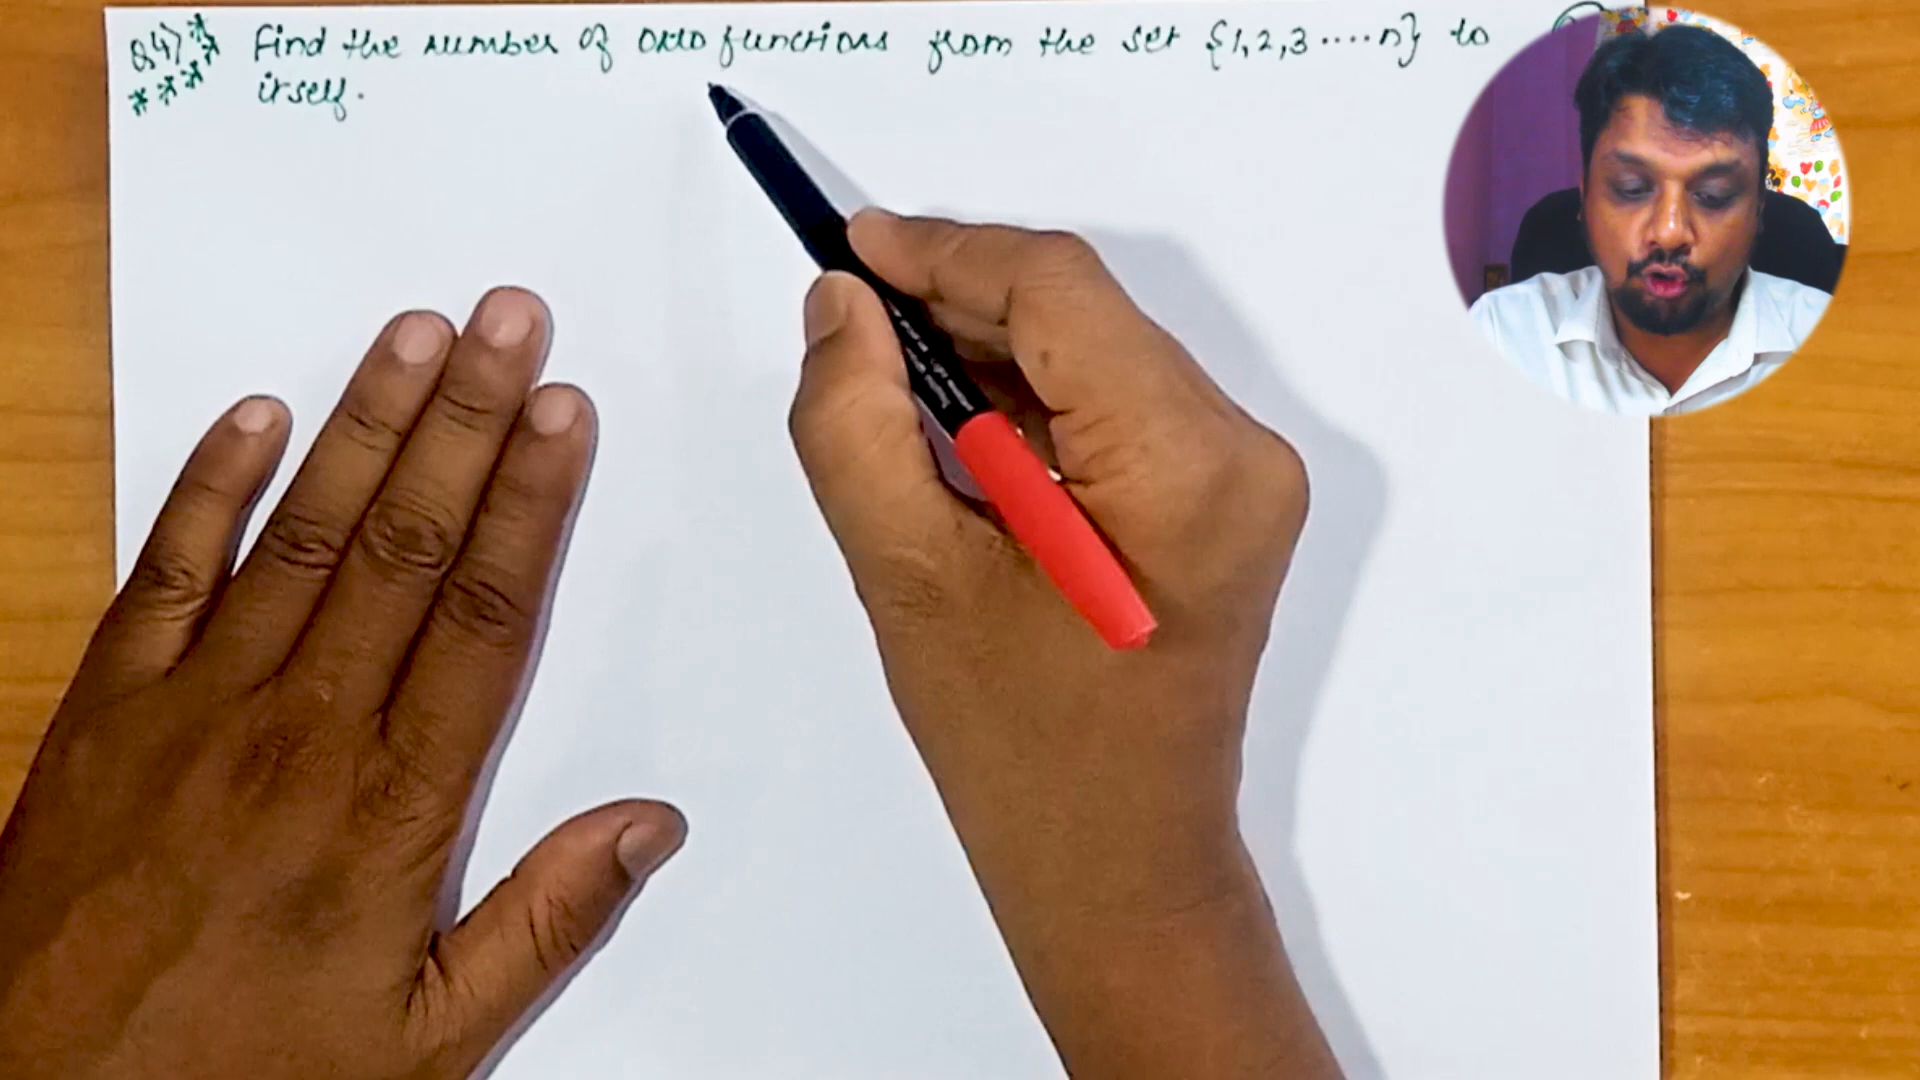 Q4) Find the number of onto functions from the set {1,2,3 ....n} to
itself.